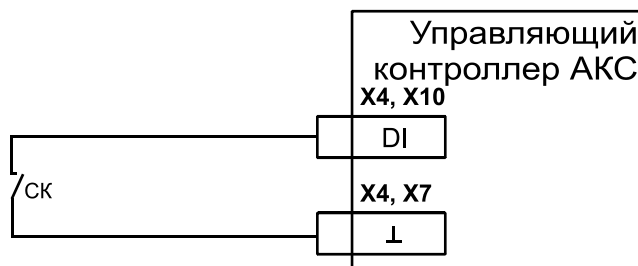 Управляющий
контроллер АКС
X4, X10
DI
СК
X4, X7
⊥